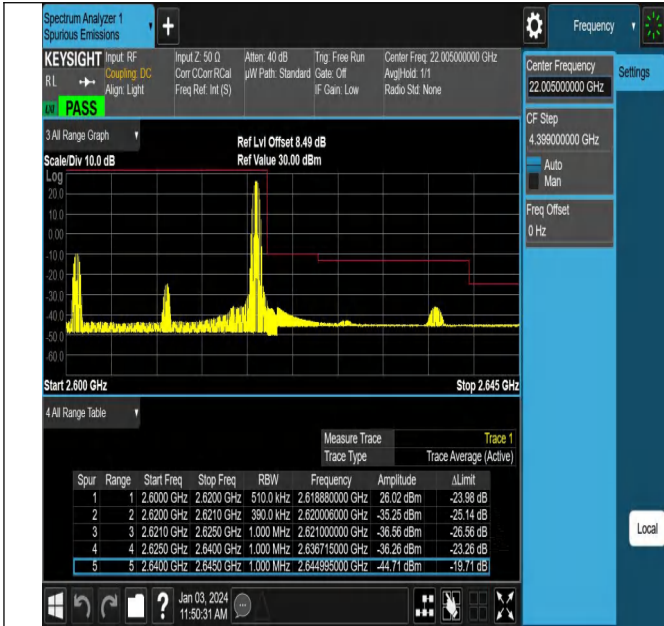 Spectrum Analyzer 1
Spurious Emissions
Frequency
KEYSIGHT Input: RF Input Z: 50 Ω Atten: 40 dB Trig: Free Run Center Freq: 22.005000000 GHz
RL Coupling: DC Corr CCorr RCal µW Path: Standard Gate: Off Avg|Hold: 1/1
Align: Light Freq Ref: Int (S) IF Gain: Low Radio Std: None
PASS
Center Frequency
22.005000000 GHz
Settings
CF Step
4.399000000 GHz
Auto
Man
Freq Offset
0 Hz
Local
3 All Range Graph
Ref Lvl Offset 8.49 dB
Scale/Div 10.0 dB Ref Value 30.00 dBm
Log
20.0
10.0
0.00
-10.0
-20.0
-30.0
-40.0
-50.0
-60.0
Start 2.600 GHz Stop 2.645 GHz
4 All Range Table
Measure Trace Trace 1
Trace Type Trace Average (Active)
Spur Range Start Freq Stop Freq RBW Frequency Amplitude ΔLimit
1 1 2.6000 GHz 2.6200 GHz 510.0 kHz 2.618880000 GHz 26.02 dBm -23.98 dB
2 2 2.6200 GHz 2.6210 GHz 390.0 kHz 2.620006000 GHz -35.25 dBm -25.14 dB
3 3 2.6210 GHz 2.6250 GHz 1.000 MHz 2.621000000 GHz -36.56 dBm -26.56 dB
4 4 2.6250 GHz 2.6400 GHz 1.000 MHz 2.636715000 GHz -36.26 dBm -23.26 dB
5 5 2.6400 GHz 2.6450 GHz 1.000 MHz 2.644995000 GHz -44.71 dBm -19.71 dB
Jan 03, 2024
11:50:31 AM